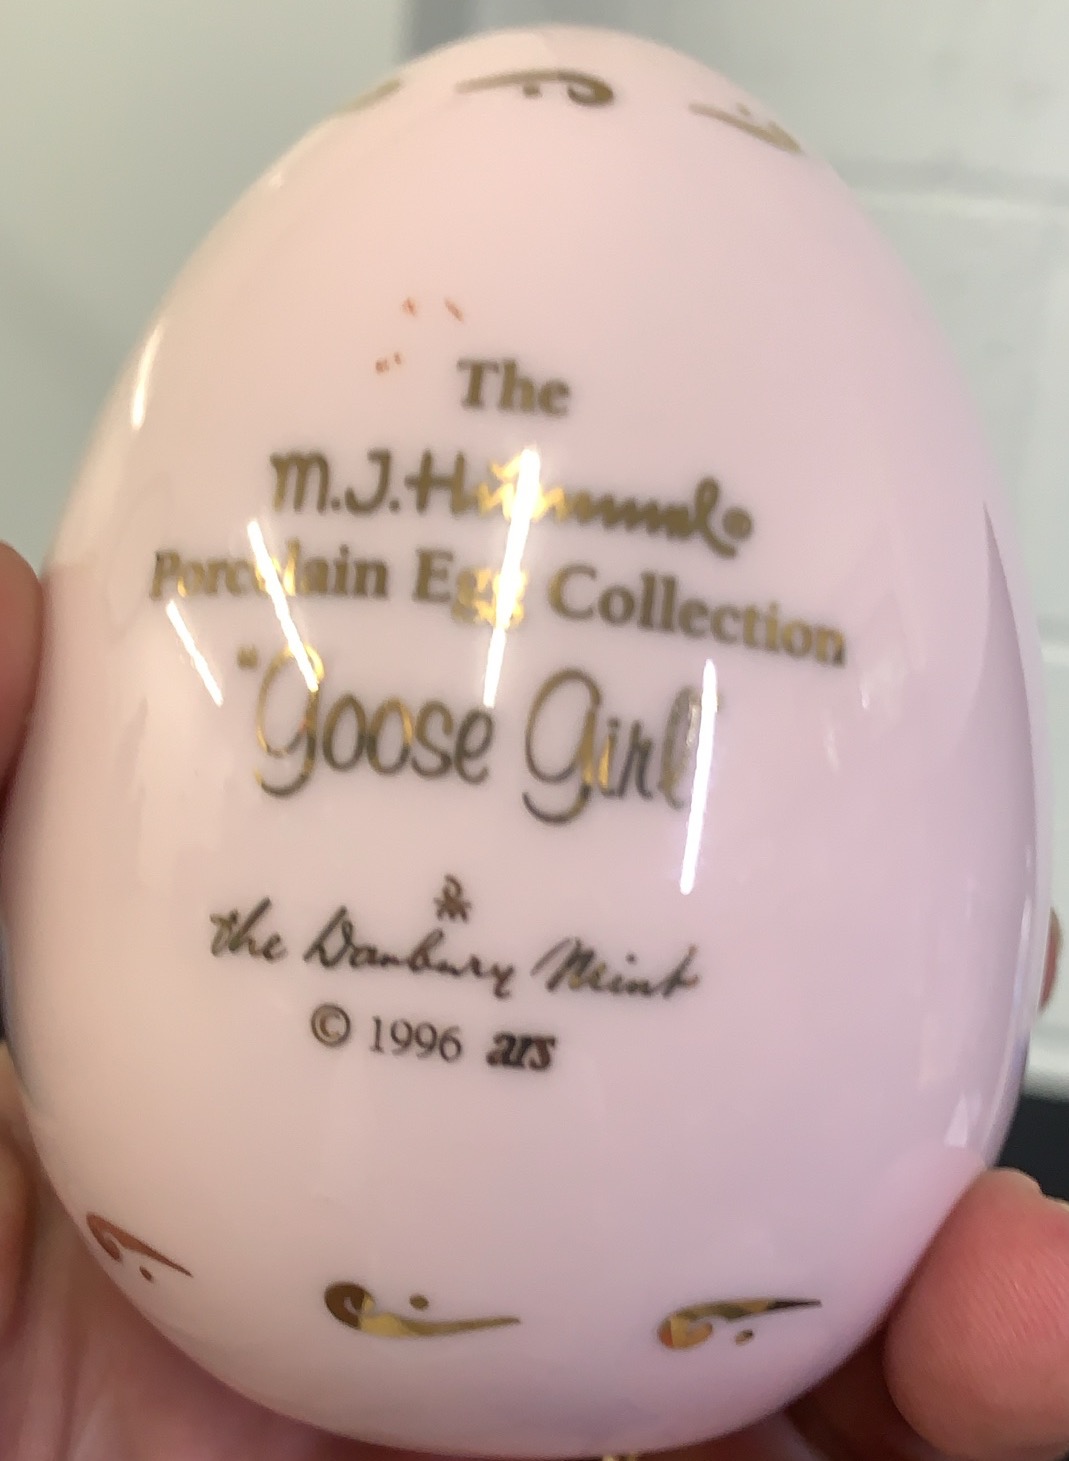 The
M.J.Hummel®
Porcelain Egg Collection
"Goose Girl"
the Danbury Mint
© 1996 ars